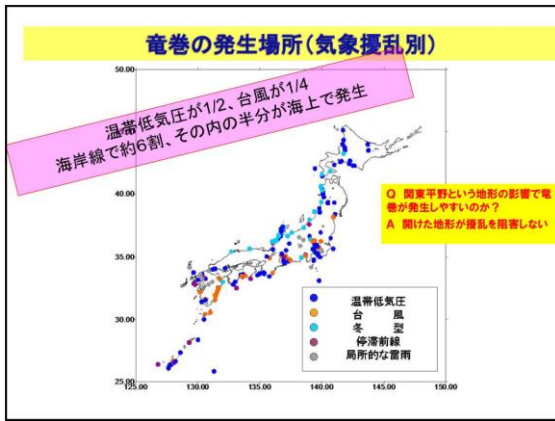 竜巻の発生場所(気象擾乱別)
50.00
温帯低気圧が1/2、台風が1/4
海岸線で約6割、その内の半分が海上で発生
40.00
Q 関東平野という地形の影響で竜
巻が発生しやすいのか?
A 開けた地形が擾乱を阻害しない
35.00
温帯低気圧
台 風
30.00
冬 型
停滞前線
局所的な雷雨
25.00
125.00 130.00 135.00 140.00 145.00 150.00